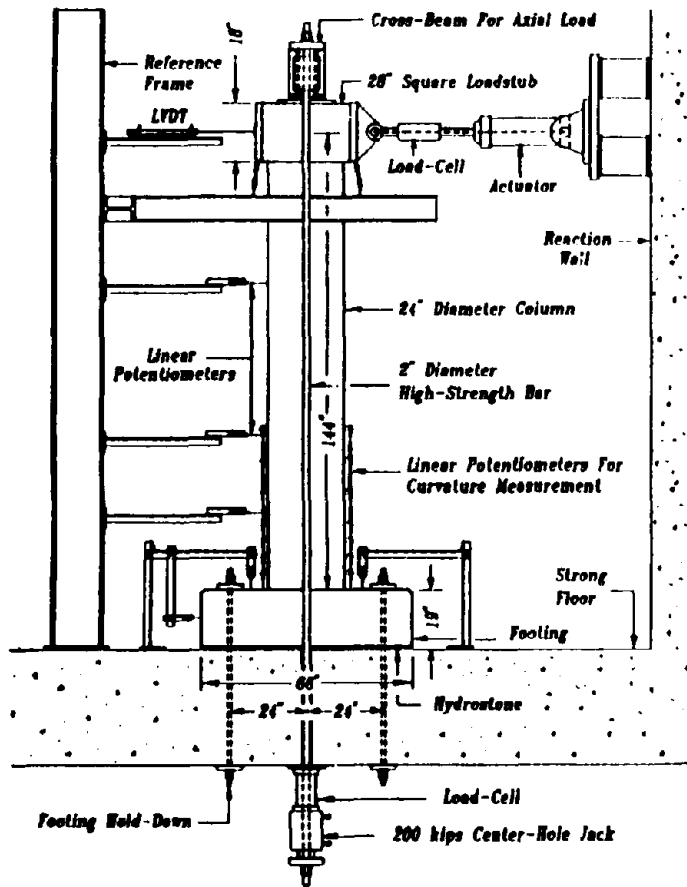 Cross-Beam For Axial Load
18"
Reference
Frame
28" Square Loadstub
LVDT
Load-Cell
Actuator
Reaction
Wall
24" Diameter Column
Linear
Potentiometers
2" Diameter
High-Strength Bar
144"
Linear Potentiometers For
Curvature Measurement
Strong
Floor
19"
Footing
66"
24"
24"
Hydrostone
Load-Cell
Footing Hold-Down
200 kips Center-Hole Jack